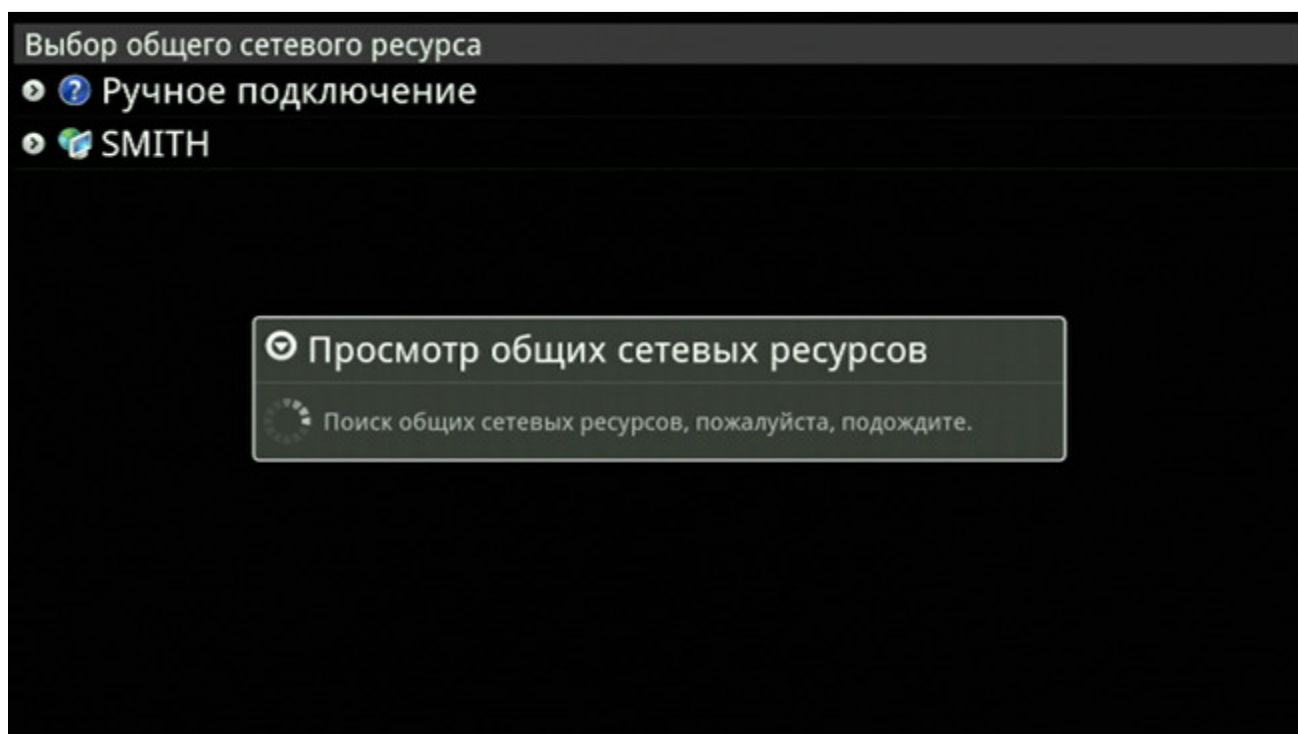 Выбор общего сетевого ресурса
Ручное подключение
SMITH
Просмотр общих сетевых ресурсов
Поиск общих сетевых ресурсов, пожалуйста, подождите.